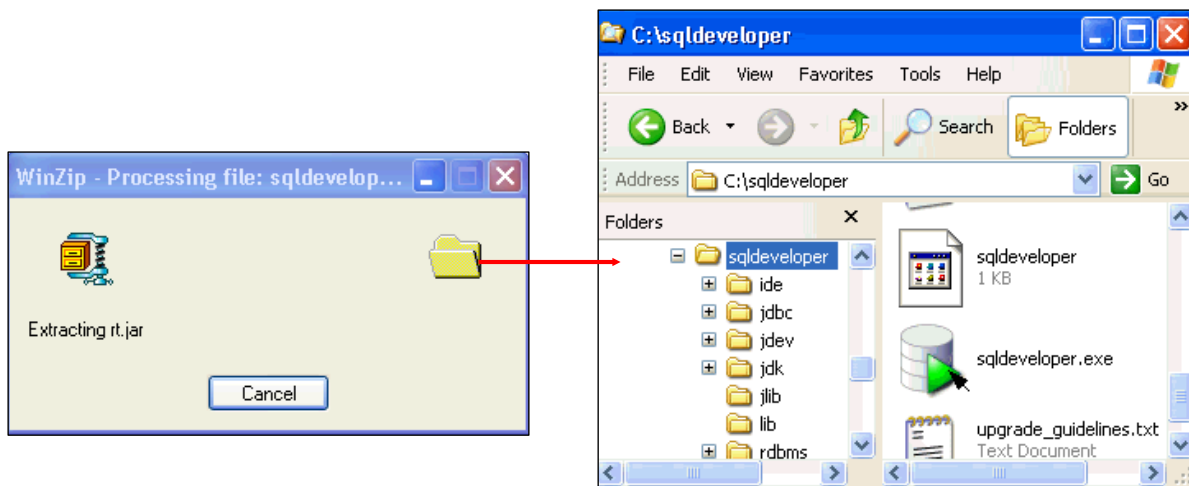 WinZip - Processing file: sqldevelop...
Extracting rt.jar
Cancel
C:\sqldeveloper
File Edit View Favorites Tools Help
Back Search Folders »
Address C:\sqldeveloper Go
Folders x
sqldeveloper
ide
jdbc
jdev
jdk
jlib
lib
rdbms
sqldeveloper
1 KB
sqldeveloper.exe
upgrade_guidelines.txt
Text Document